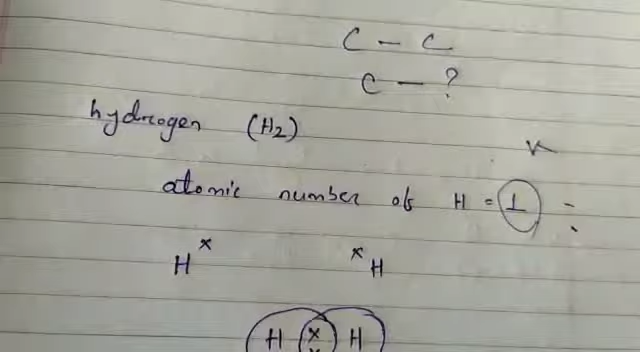 C - C
C - ?
hydrogen (H2)
K
atomic number of H = 1 :
H x x H
H x H